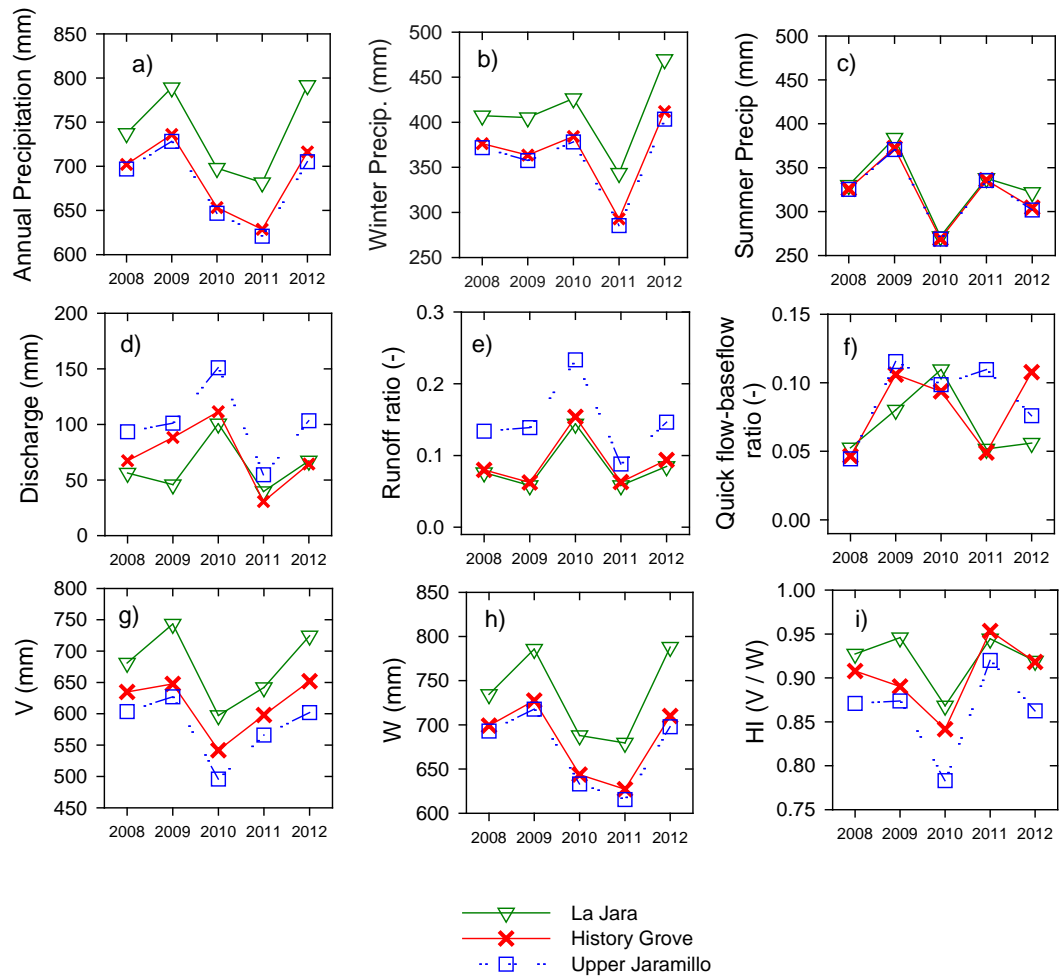 a)
Annual Precipitation (mm)
850
800
750
700
650
600
2008 2009 2010 2011 2012
b)
Winter Precip. (mm)
500
450
400
350
300
250
2008 2009 2010 2011 2012
c)
Summer Precip (mm)
500
450
400
350
300
250
2008 2009 2010 2011 2012
d)
Discharge (mm)
200
150
100
50
0
2008 2009 2010 2011 2012
e)
Runoff ratio (-)
0.3
0.2
0.1
0.0
2008 2009 2010 2011 2012
f)
Quick flow-baseflow
ratio (-)
0.15
0.10
0.05
0.00
2008 2009 2010 2011 2012
g)
V (mm)
800
750
700
650
600
550
500
450
2008 2009 2010 2011 2012
h)
W (mm)
850
800
750
700
650
600
2008 2009 2010 2011 2012
i)
HI (V / W)
1.00
0.95
0.90
0.85
0.80
0.75
2008 2009 2010 2011 2012
La Jara
History Grove
Upper Jaramillo